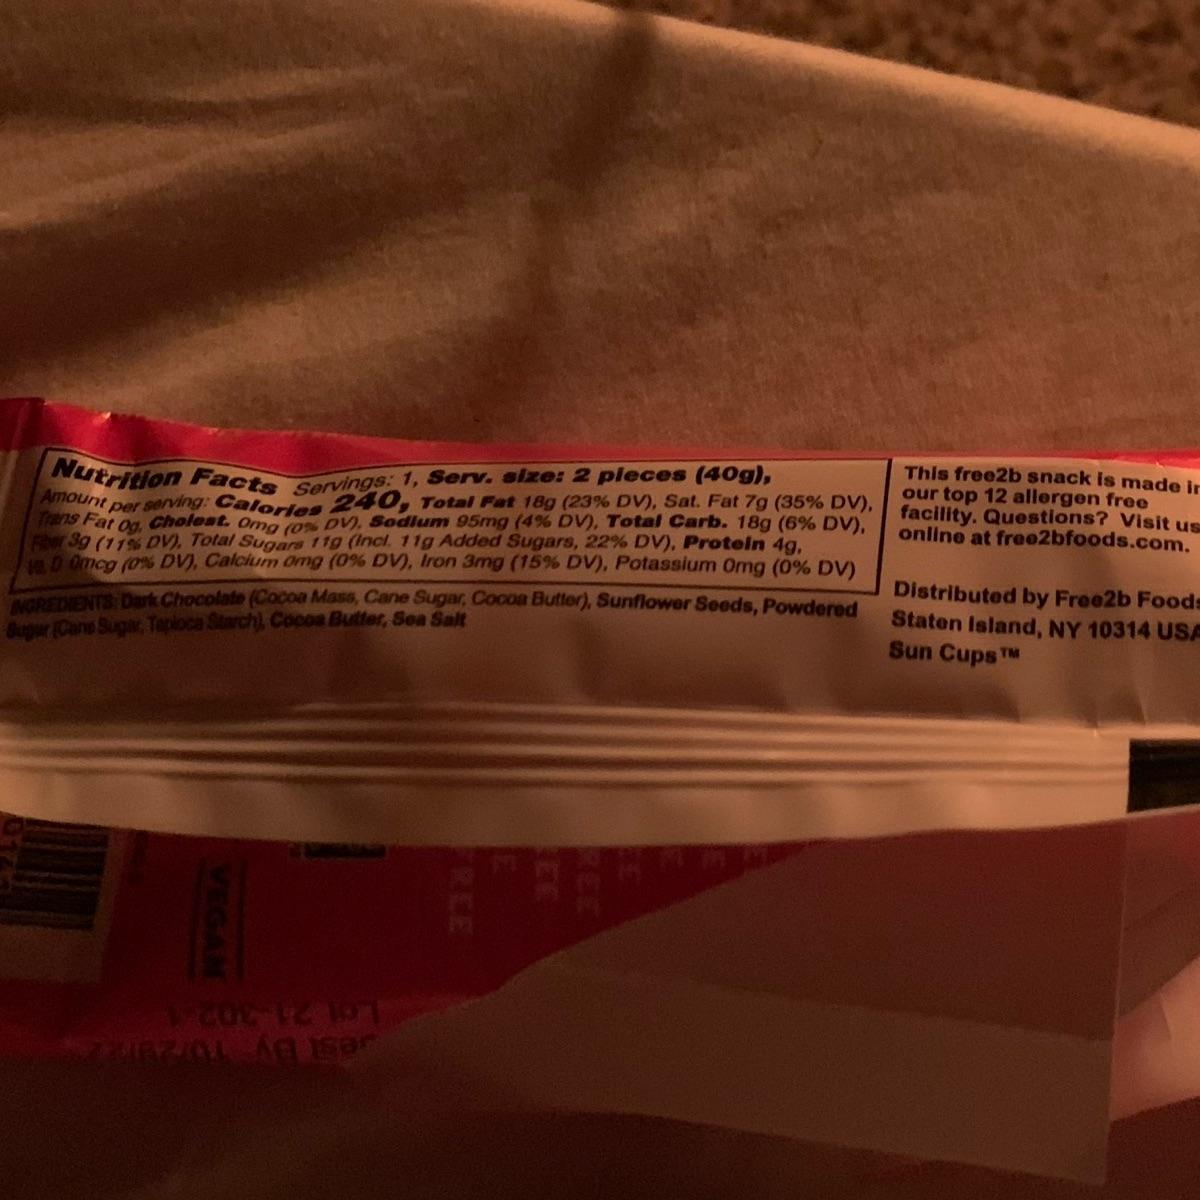 Nutrition Facts Servings: 1, Serv. size: 2 pieces (40g),
Amount per serving: Calories 240, Total Fat 18g (23% DV), Sat. Fat 7g (35% DV),
Trans Fat 0g, Cholest. 0mg (0% DV), Sodium 95mg (4% DV), Total Carb. 18g (6% DV),
Fiber 3g (11% DV), Total Sugars 11g (Incl. 11g Added Sugars, 22% DV), Protein 4g,
Vit. D 0mcg (0% DV), Calcium 0mg (0% DV), Iron 3mg (15% DV), Potassium 0mg (0% DV)
INGREDIENTS: Dark Chocolate (Cocoa Mass, Cane Sugar, Cocoa Butter), Sunflower Seeds, Powdered
Sugar (Cane Sugar, Tapioca Starch), Cocoa Butter, Sea Salt
This free2b snack is made in
our top 12 allergen free
facility. Questions? Visit us
online at free2bfoods.com.
Distributed by Free2b Foods
Staten Island, NY 10314 USA
Sun Cups™
VEGAN
Lot 21-302-1
Best By 10/29/22